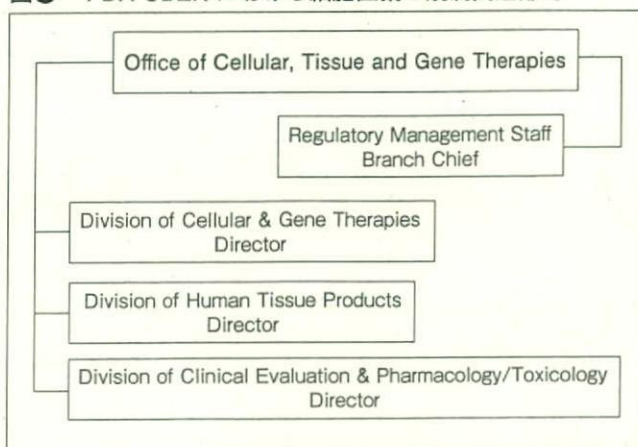 Office of Cellular, Tissue and Gene Therapies
Regulatory Management Staff
Branch Chief
Division of Cellular & Gene Therapies
Director
Division of Human Tissue Products
Director
Division of Clinical Evaluation & Pharmacology/Toxicology
Director